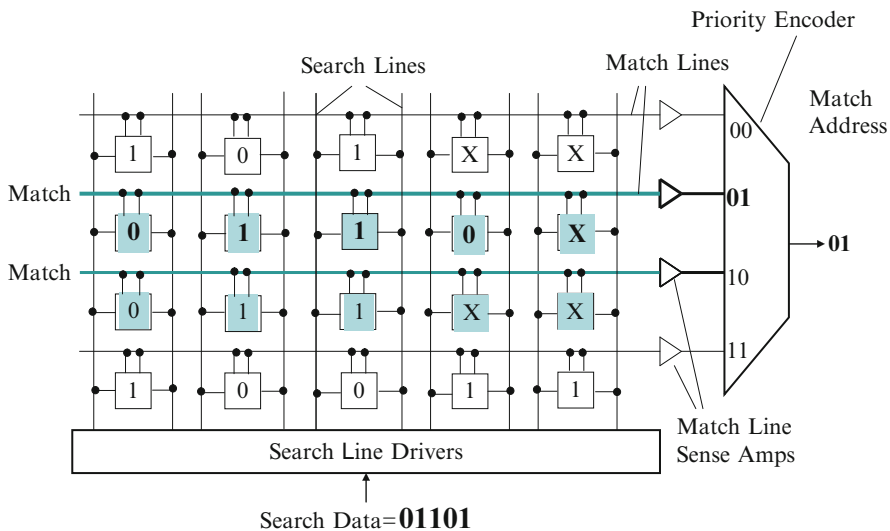 Priority Encoder
Search Lines
Match Lines
Match
Address
00
1 0 1 X X
Match
01
0 1 1 0 X
01
Match
10
0 1 1 X X
11
1 0 0 1 1
Search Line Drivers
Match Line
Sense Amps
Search Data=01101